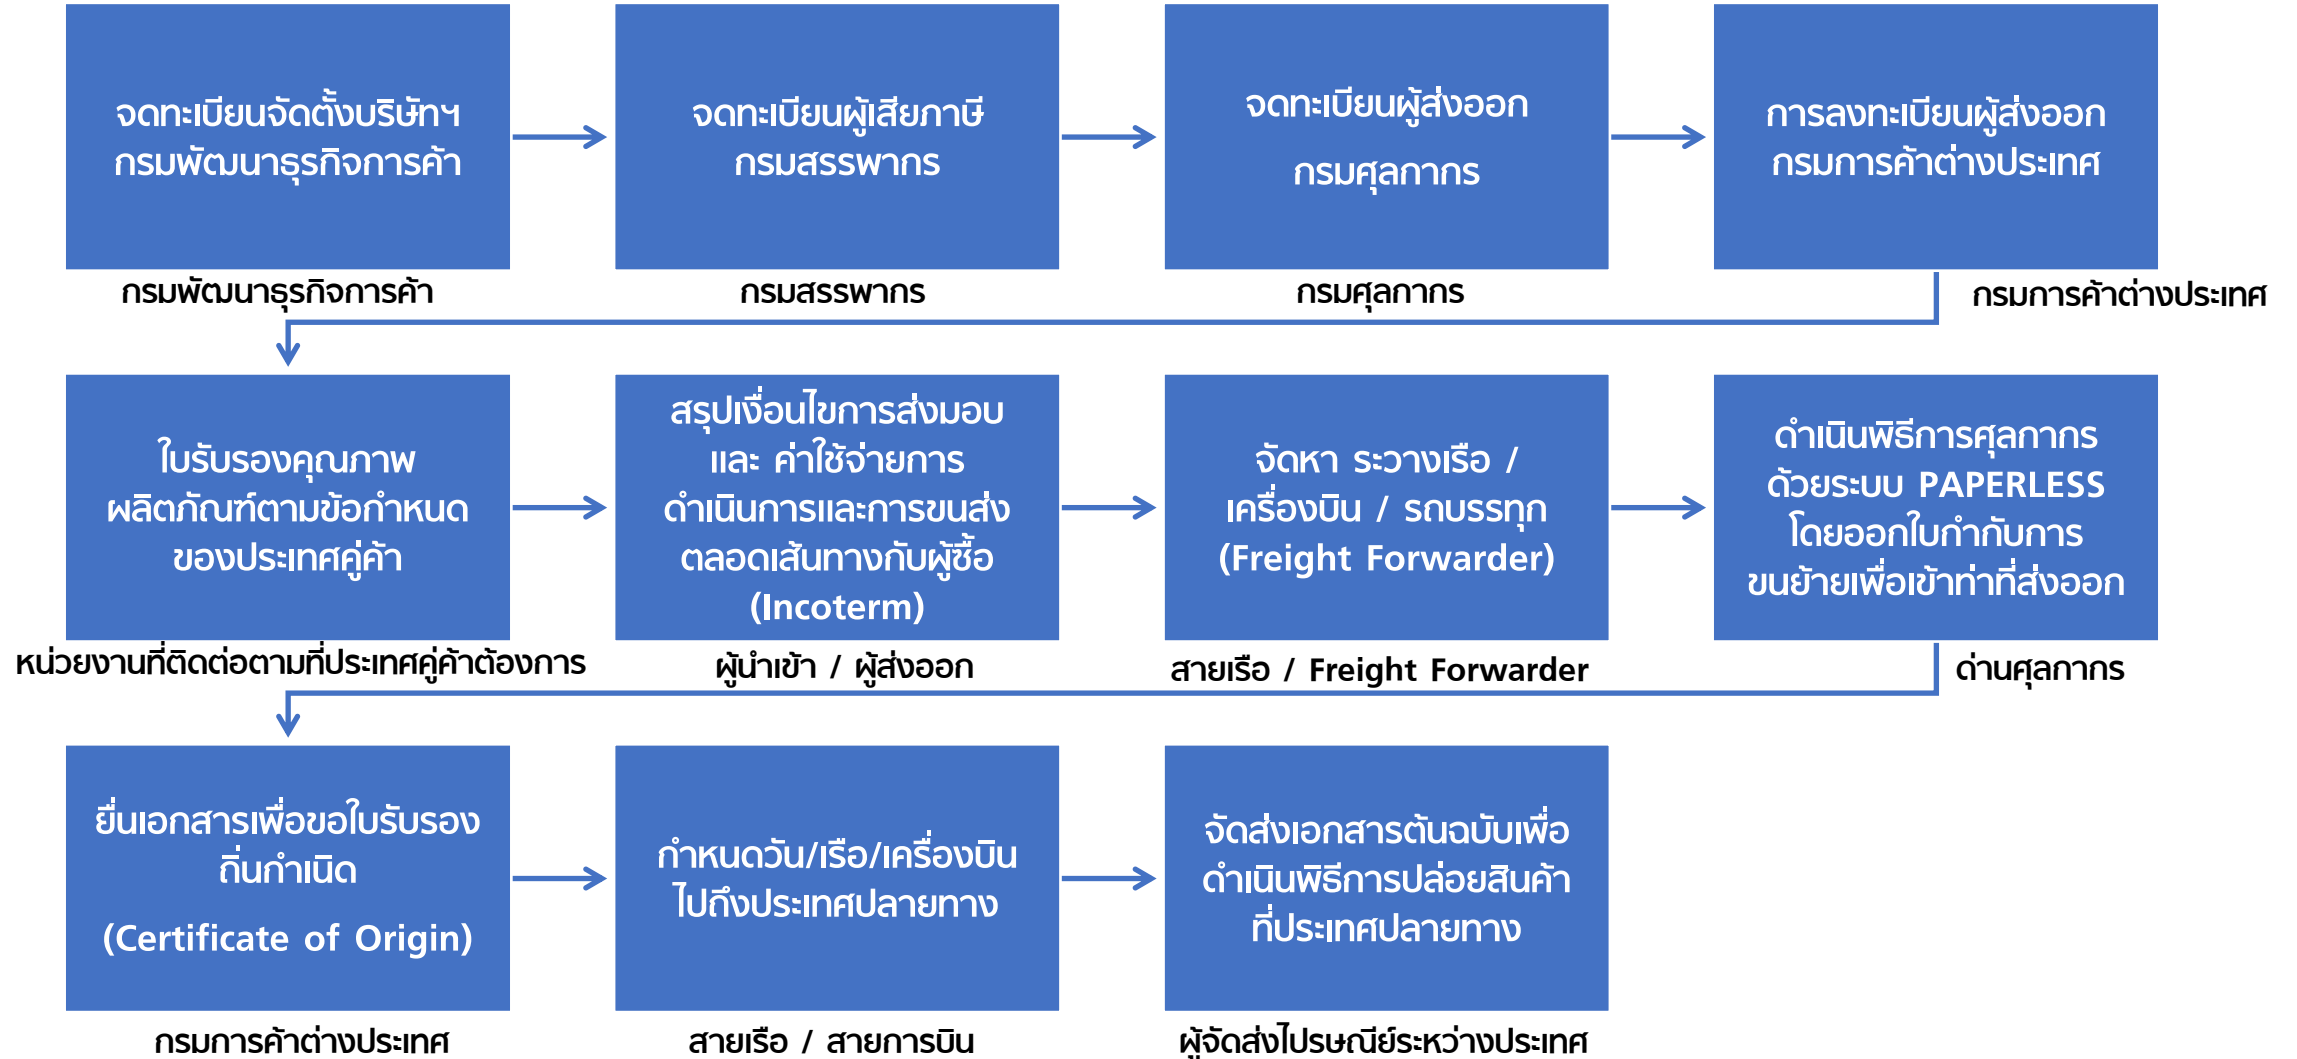 จดทะเบียนจัดตั้งบริษัทฯ
กรมพัฒนาธุรกิจการค้า
กรมพัฒนาธุรกิจการค้า
จดทะเบียนผู้เสียภาษี
กรมสรรพากร
กรมสรรพากร
จดทะเบียนผู้ส่งออก
กรมศุลกากร
กรมศุลกากร
การลงทะเบียนผู้ส่งออก
กรมการค้าต่างประเทศ
กรมการค้าต่างประเทศ
ใบรับรองคุณภาพ
ผลิตภัณฑ์ตามข้อกำหนด
ของประเทศคู่ค้า
หน่วยงานที่ติดต่อตามที่ประเทศคู่ค้าต้องการ
สรุปเงื่อนไขการส่งมอบ
และ ค่าใช้จ่ายการ
ดำเนินการและการขนส่ง
ตลอดเส้นทางกับผู้ซื้อ
(Incoterm)
ผู้นำเข้า / ผู้ส่งออก
จัดหา ระวางเรือ /
เครื่องบิน / รถบรรทุก
(Freight Forwarder)
สายเรือ / Freight Forwarder
ดำเนินพิธีการศุลกากร
ด้วยระบบ PAPERLESS
โดยออกใบกำกับการ
ขนย้ายเพื่อเข้าท่าที่ส่งออก
ด่านศุลกากร
ยื่นเอกสารเพื่อขอใบรับรอง
ถิ่นกำเนิด
(Certificate of Origin)
กรมการค้าต่างประเทศ
กำหนดวัน/เรือ/เครื่องบิน
ไปถึงประเทศปลายทาง
สายเรือ / สายการบิน
จัดส่งเอกสารต้นฉบับเพื่อ
ดำเนินพิธีการปล่อยสินค้า
ที่ประเทศปลายทาง
ผู้จัดส่งไปรษณีย์ระหว่างประเทศ